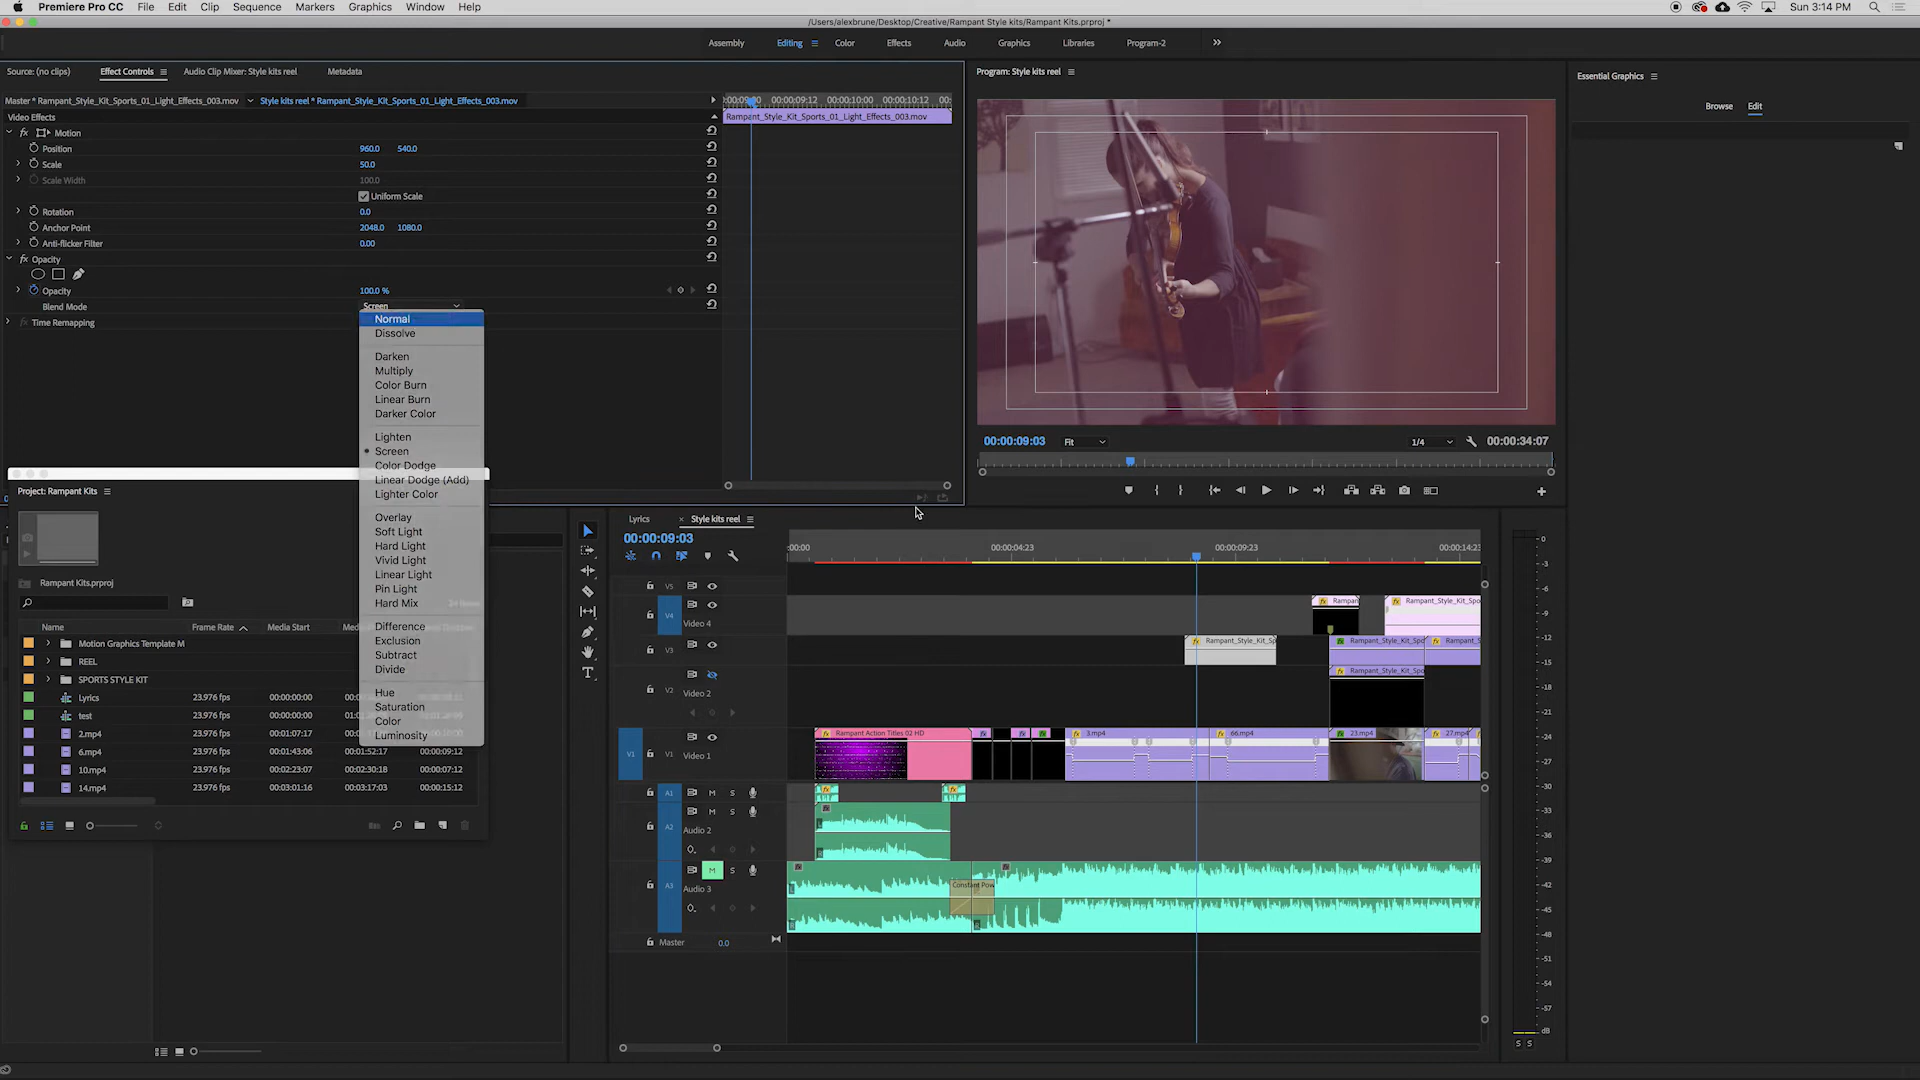 Premiere Pro CC File Edit Clip Sequence Markers Graphics Window Help Sun 3:14 PM
/Users/alexbrune/Desktop/Creative/Rampant Style kits/Rampant Kits.prproj *
Assembly Editing Color Effects Audio Graphics Libraries Program-2
Source: (no clips) Effect Controls Audio Clip Mixer: Style kits reel Metadata
Program: Style kits reel
Essential Graphics
Browse Edit
Master * Rampant_Style_Kit_Sports_01_Light_Effects_003.mov
Style kits reel * Rampant_Style_Kit_Sports_01_Light_Effects_003.mov
00:00:09:12 00:00:10:00 00:00:10:12
Video Effects
Rampant_Style_Kit_Sports_01_Light_Effects_003.mov
fx Motion
Position 960.0 540.0
Scale 50.0
Scale Width 100.0
Uniform Scale
Rotation 0.0
Anchor Point 2048.0 1080.0
Anti-flicker Filter 0.00
fx Opacity
Opacity 100.0 %
Blend Mode Screen
Time Remapping
Normal
Dissolve
Darken
Multiply
Color Burn
Linear Burn
Darker Color
Lighten
Screen
Color Dodge
Linear Dodge (Add)
Lighter Color
Overlay
Soft Light
Hard Light
Vivid Light
Linear Light
Pin Light
Hard Mix
Difference
Exclusion
Subtract
Divide
Hue
Saturation
Color
Luminosity
00:00:09:03 Fit 1/4 00:00:34:07
Project: Rampant Kits
Rampant Kits.prproj
Name Frame Rate Media Start
Motion Graphics Template M
REEL
SPORTS STYLE KIT
Lyrics 23.976 fps 00:00:00:00
test 23.976 fps 00:00:00:00
2.mp4 23.976 fps 00:01:07:17
6.mp4 23.976 fps 00:01:43:06 00:01:52:17 00:00:09:12
10.mp4 23.976 fps 00:02:23:07 00:02:30:18 00:00:07:12
14.mp4 23.976 fps 00:03:01:16 00:03:17:03 00:00:15:12
Lyrics × Style kits reel
00:00:09:03
:00:00 00:00:04:23 00:00:09:23 00:00:14:23
V5
V4 Video 4
Rampan Rampant_Style_Kit_Spo
V3
Rampant_Style_Kit_Sp Rampant_Style_Kit_Spo Rampant_S
V2 Video 2
Rampant_Style_Kit_Spo
V1 V1 Video 1
Rampant Action Titles 02 HD 3.mp4 66.mp4 23.mp4 27.mp4
A1 M S
A2 M S
Audio 2
A3 M S
Audio 3
Constant Pow
Master 0.0
0
-3
-6
-9
-12
-15
-18
-21
-24
-27
-30
-33
-36
-39
-42
-45
-48
-51
-54
-57
dB
S S